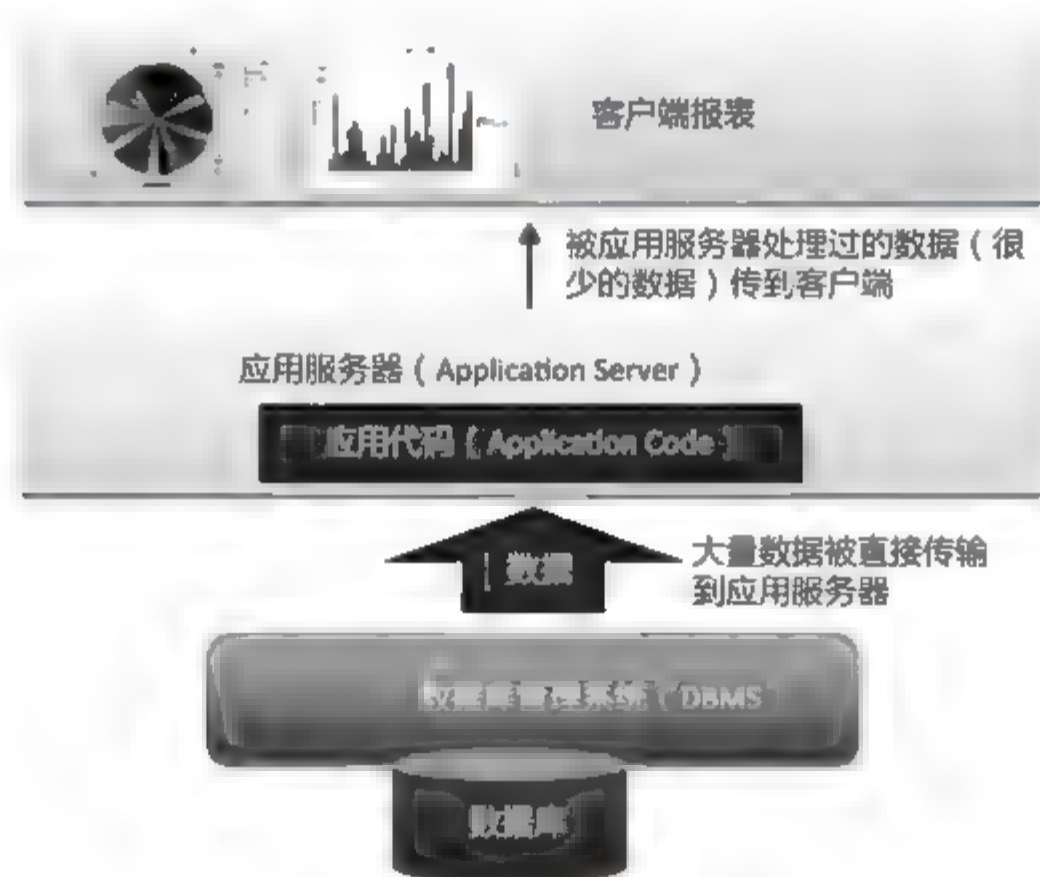 客户端报表
被应用服务器处理过的数据（很
少的数据）传到客户端
应用服务器（Application Server）
应用代码（Application Code）
数据
大量数据被直接传输
到应用服务器
数据库管理系统（DBMS
数据库